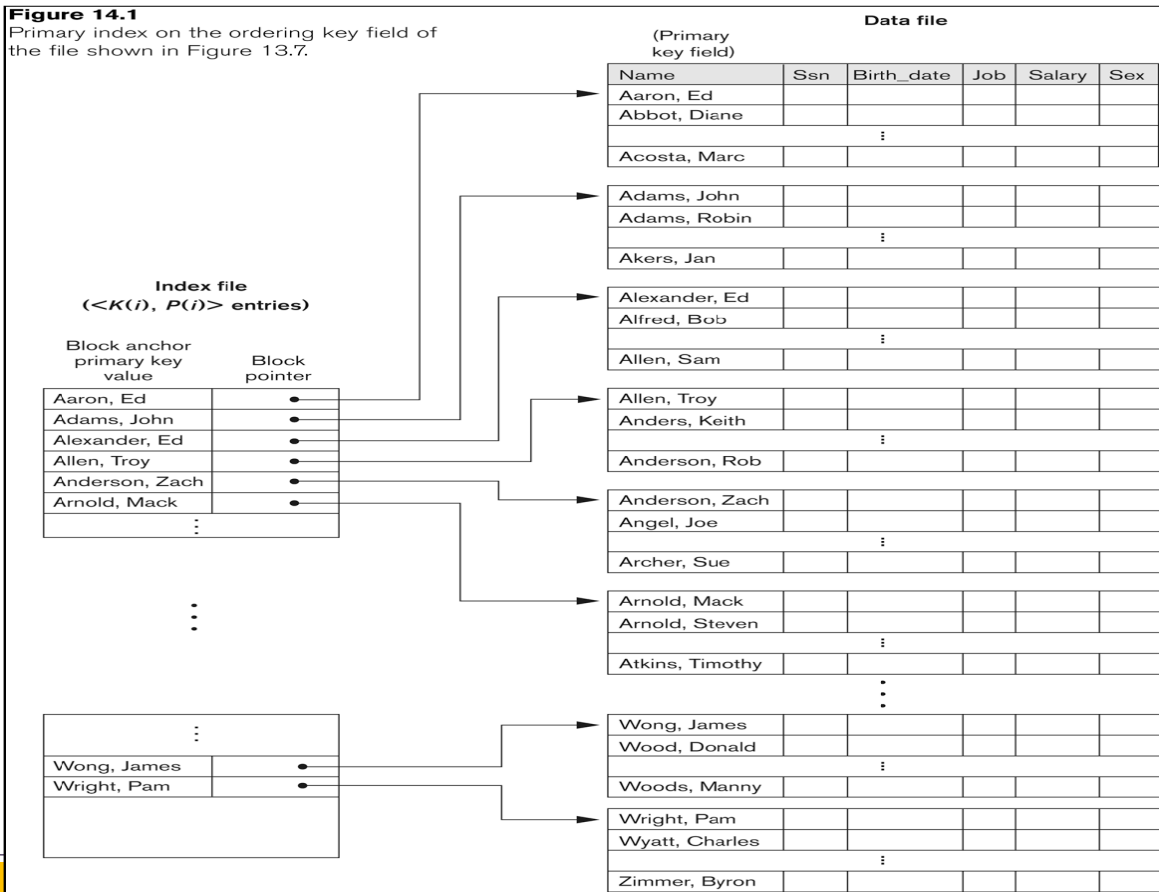 Figure 14.1
Primary index on the ordering key field of
the file shown in Figure 13.7.
Data file
(Primary
key field)
Name Ssn Birth_date Job Salary Sex
Aaron, Ed
Abbot, Diane
⋮
Acosta, Marc
Adams, John
Adams, Robin
⋮
Akers, Jan
Alexander, Ed
Alfred, Bob
⋮
Allen, Sam
Allen, Troy
Anders, Keith
⋮
Anderson, Rob
Anderson, Zach
Angel, Joe
⋮
Archer, Sue
Arnold, Mack
Arnold, Steven
⋮
Atkins, Timothy
⋮
Wong, James
Wood, Donald
⋮
Woods, Manny
Wright, Pam
Wyatt, Charles
⋮
Zimmer, Byron
Index file
(<K(i), P(i)> entries)
Block anchor
primary key
value
Block
pointer
Aaron, Ed
Adams, John
Alexander, Ed
Allen, Troy
Anderson, Zach
Arnold, Mack
⋮
⋮
⋮
Wong, James
Wright, Pam